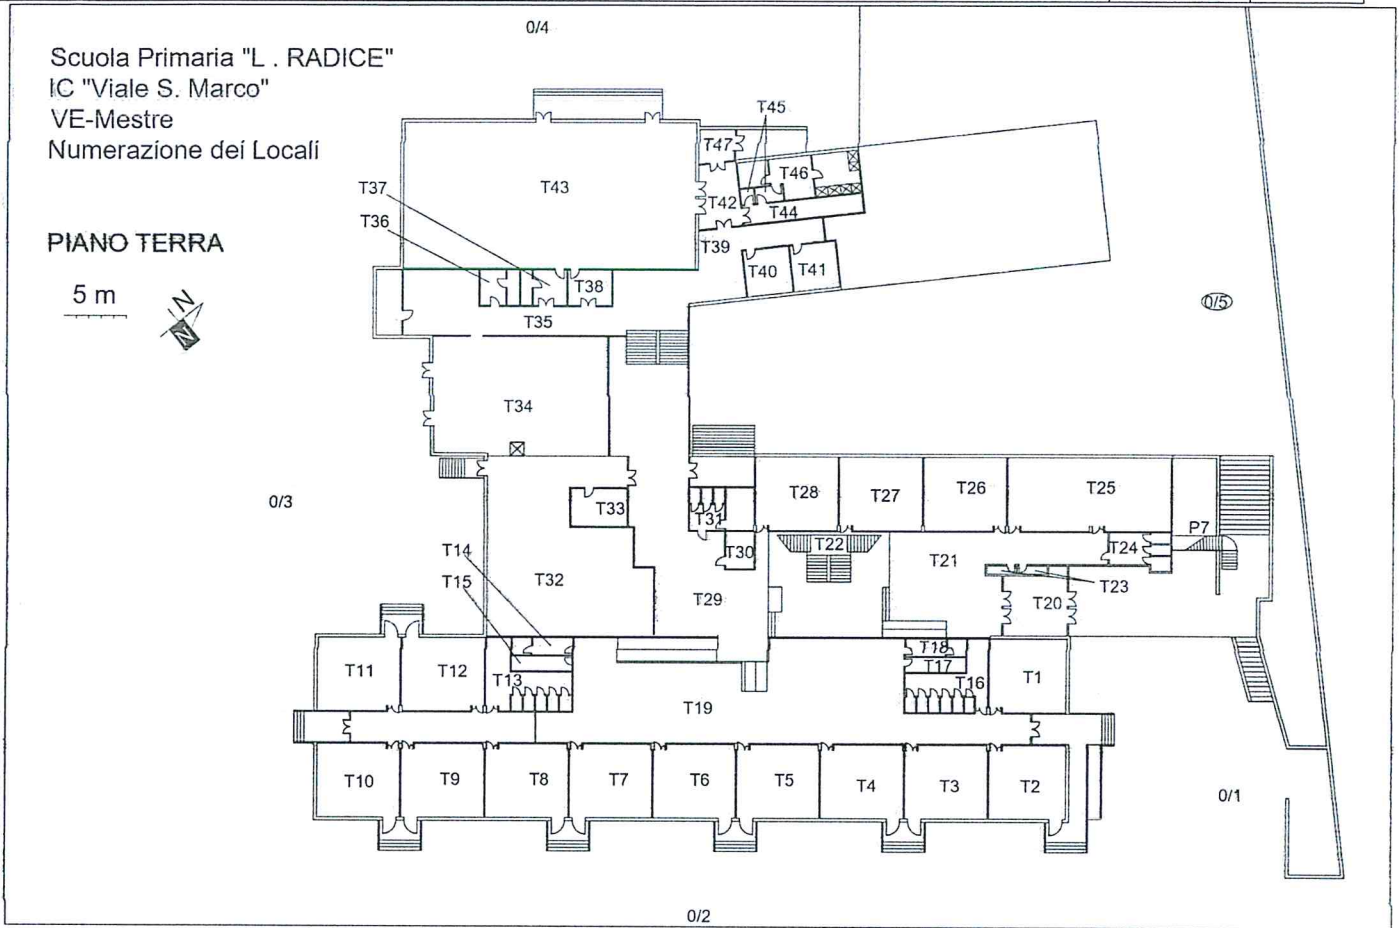 0/4
Scuola Primaria "L . RADICE"
IC "Viale S. Marco"
VE-Mestre
Numerazione dei Locali
PIANO TERRA
5 m
N
T45
T47
T46
T43
T37
T42
T44
T36
T39
T40
T41
T38
T35
0/5
T34
T28
T27
T26
T25
0/3
T33
T31
P7
T14
T30
T22
T24
T15
T32
T21
T23
T29
T20
T18
T11
T12
T13
T17
T16
T1
T19
T10
T9
T8
T7
T6
T5
T4
T3
T2
0/1
0/2